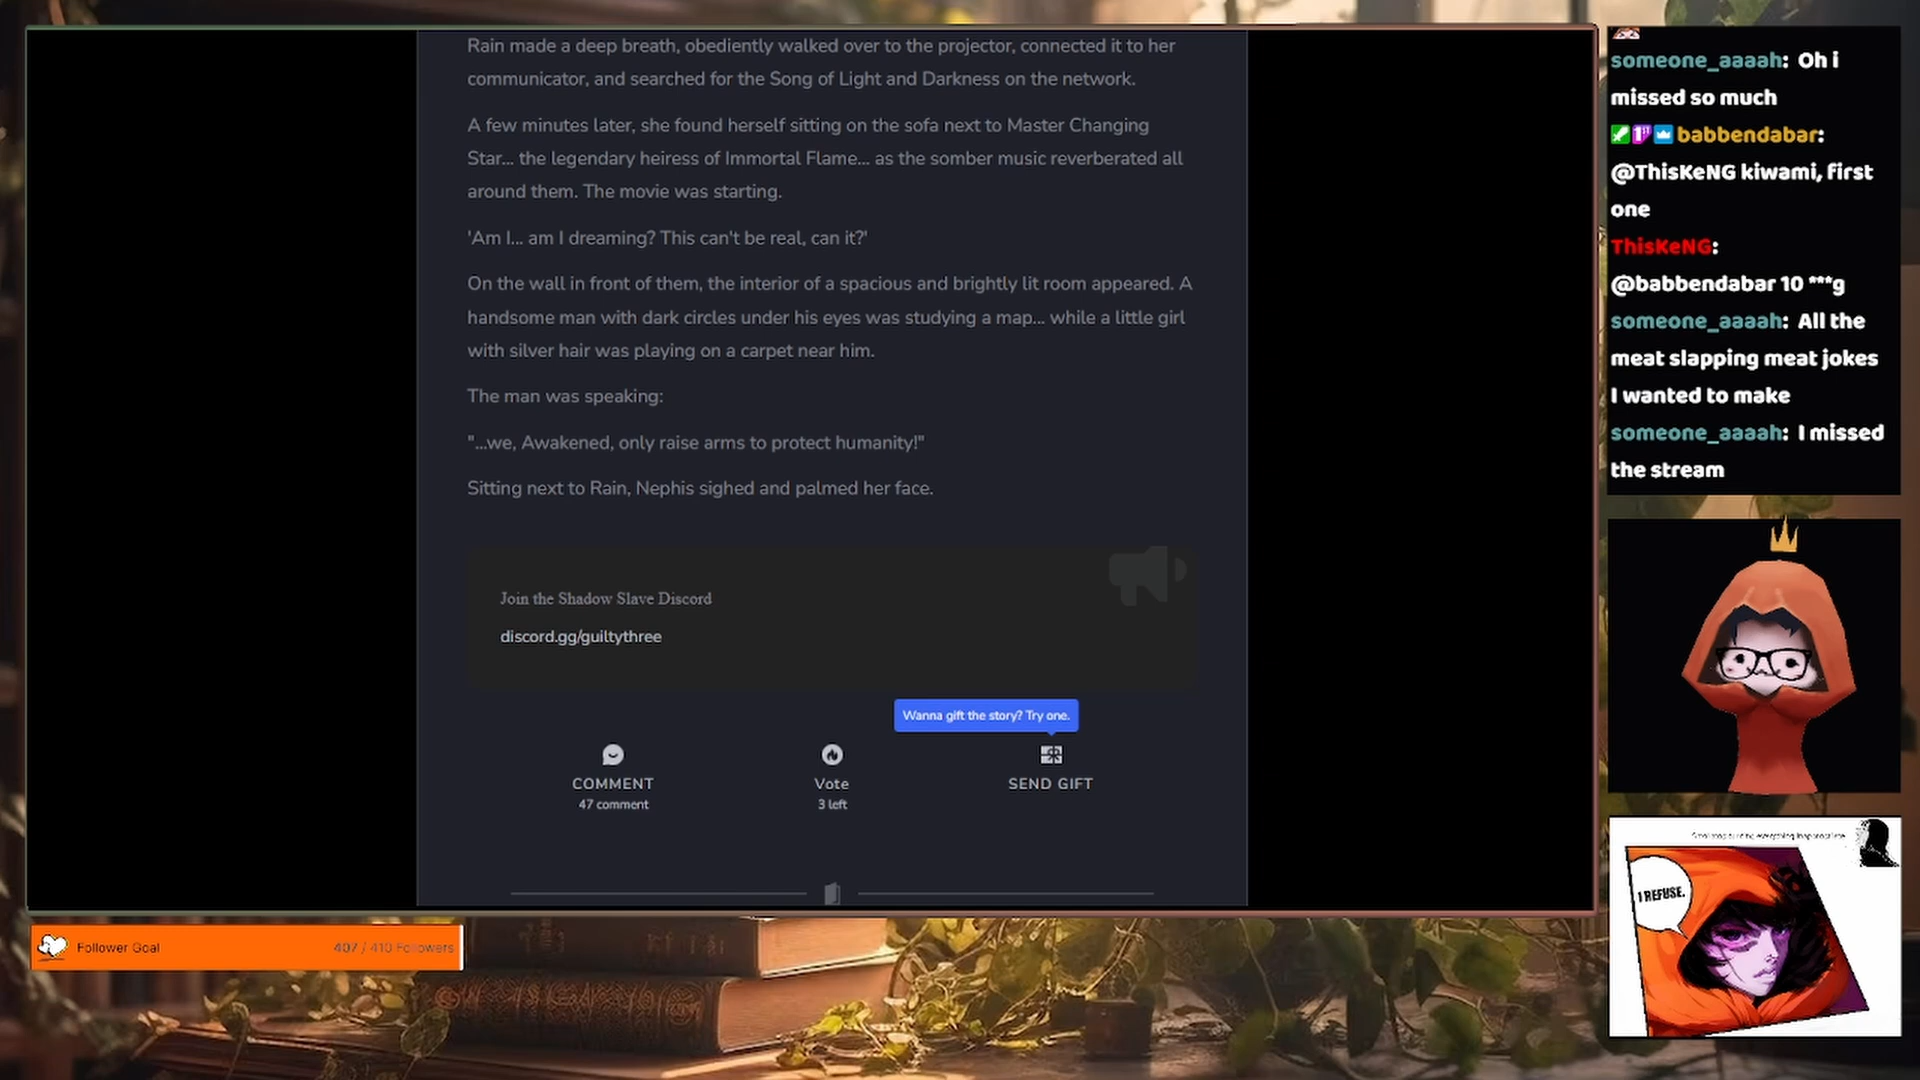 Rain made a deep breath, obediently walked over to the projector, connected it to her
communicator, and searched for the Song of Light and Darkness on the network.
A few minutes later, she found herself sitting on the sofa next to Master Changing
Star... the legendary heiress of Immortal Flame... as the somber music reverberated all
around them. The movie was starting.
'Am I... am I dreaming? This can't be real, can it?'
On the wall in front of them, the interior of a spacious and brightly lit room appeared. A
handsome man with dark circles under his eyes was studying a map... while a little girl
with silver hair was playing on a carpet near him.
The man was speaking:
"...we, Awakened, only raise arms to protect humanity!"
Sitting next to Rain, Nephis sighed and palmed her face.
Join the Shadow Slave Discord
discord.gg/guiltythree
Wanna gift the story? Try one.
COMMENT
47 comment
Vote
3 left
SEND GIFT
Follower Goal
407 / 410 Followers
someone_aaaah: Oh i
missed so much
babbendabar:
@ThisKeNG kiwami, first
one
ThisKeNG:
@babbendabar 10 ***g
someone_aaaah: All the
meat slapping meat jokes
I wanted to make
someone_aaaah: I missed
the stream
I REFUSE.